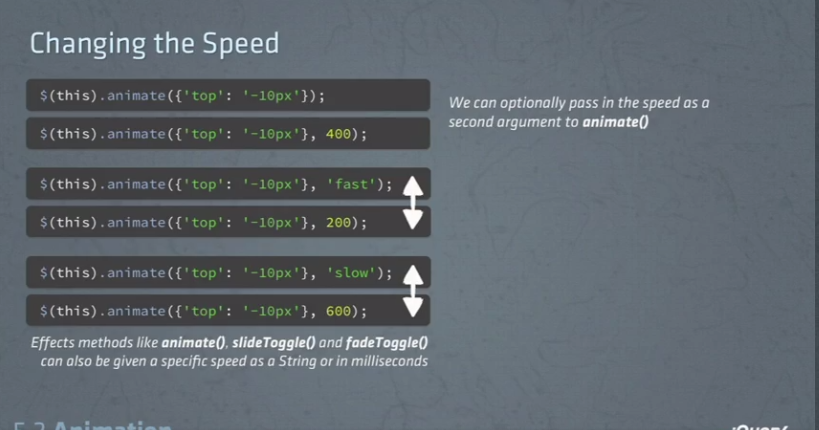 Changing the Speed
$(this).animate({'top': '-10px'});
We can optionally pass in the speed as a
second argument to animate()
$(this).animate({'top': '-10px'}, 400);
$(this).animate({'top': '-10px'}, 'fast');
$(this).animate({'top': '-10px'}, 200);
$(this).animate({'top': '-10px'}, 'slow');
$(this).animate({'top': '-10px'}, 600);
Effects methods like animate(), slideToggle() and fadeToggle()
can also be given a specific speed as a String or in milliseconds
5.3 Animation